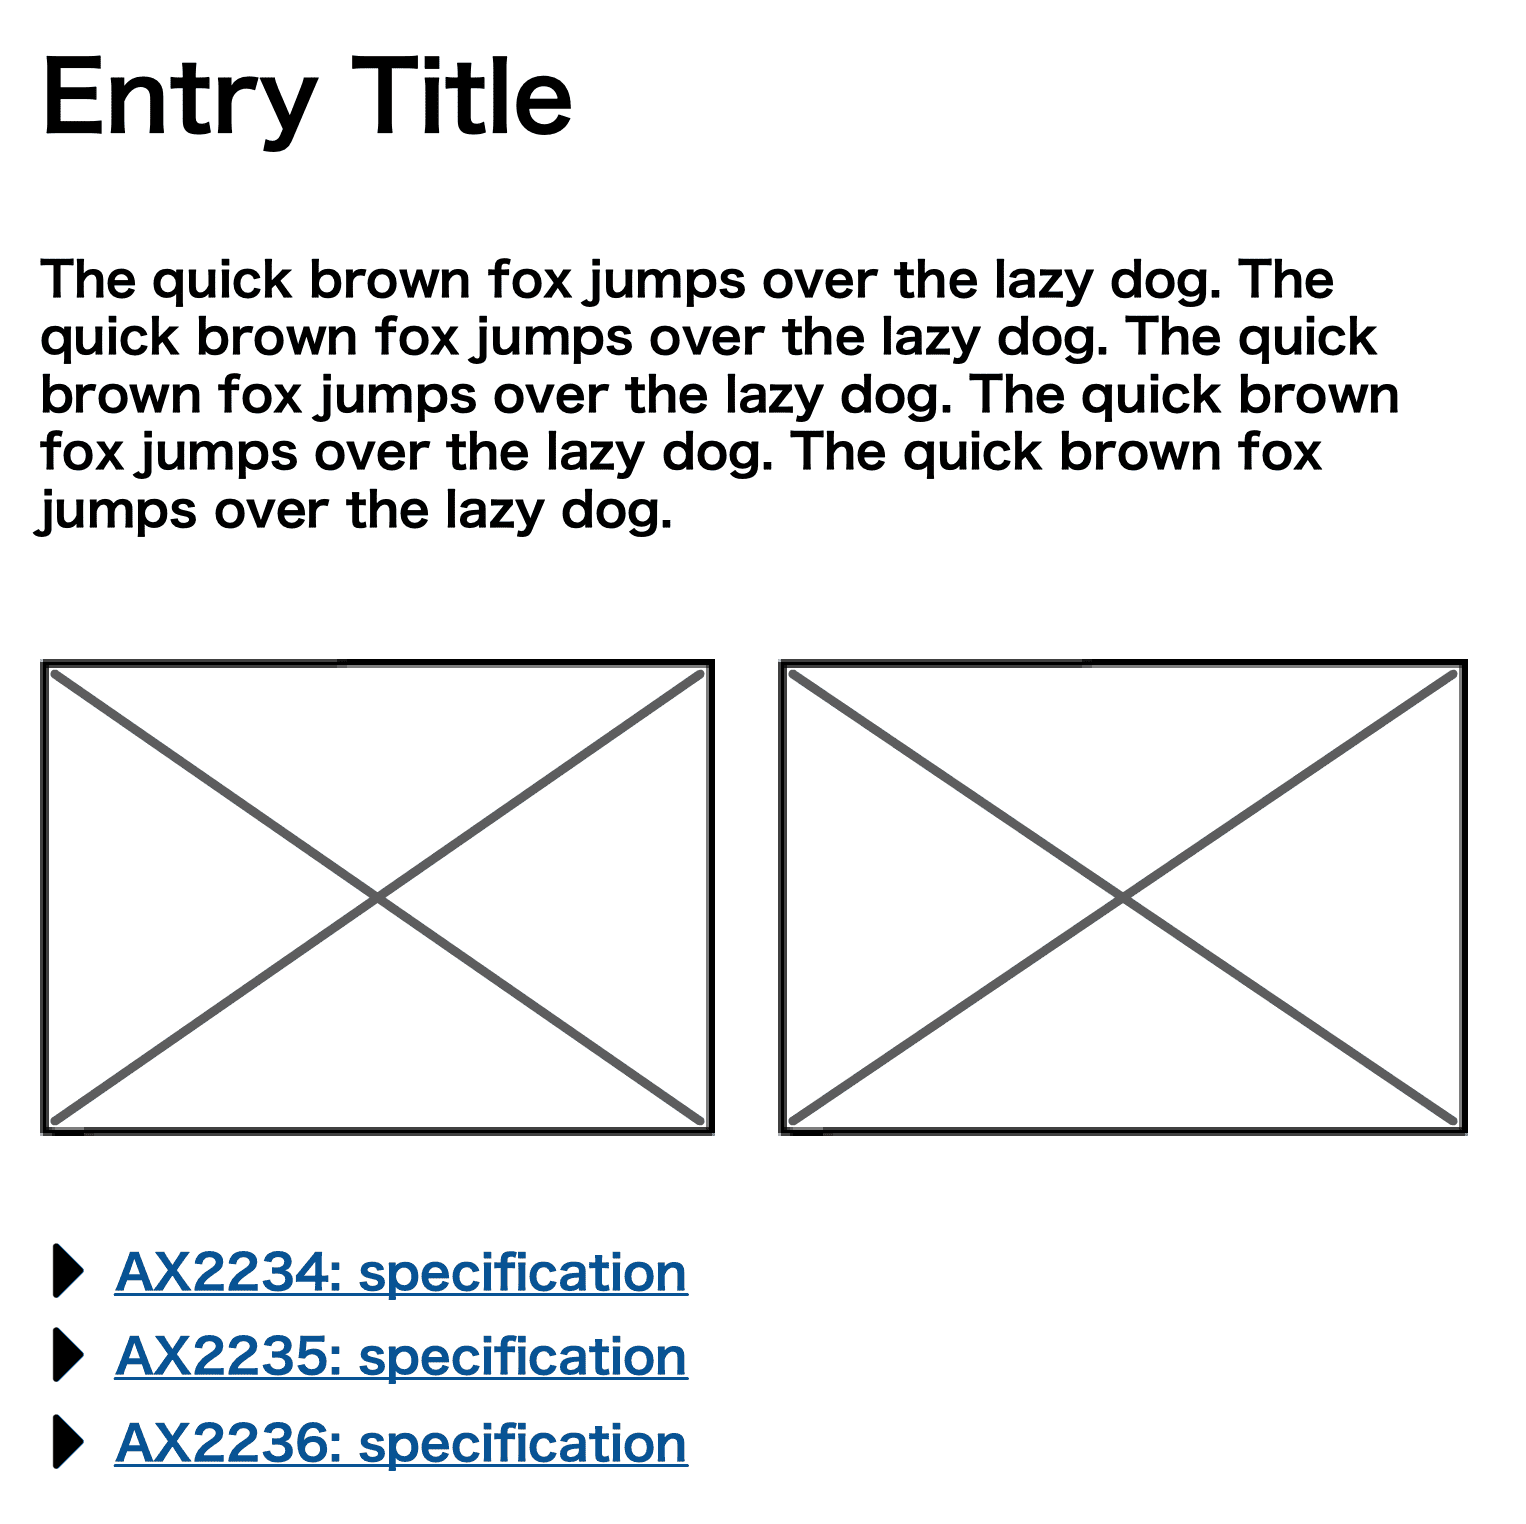 Entry Title
The quick brown fox jumps over the lazy dog. The
quick brown fox jumps over the lazy dog. The quick
brown fox jumps over the lazy dog. The quick brown
fox jumps over the lazy dog. The quick brown fox
jumps over the lazy dog.
AX2234: specification
AX2235: specification
AX2236: specification